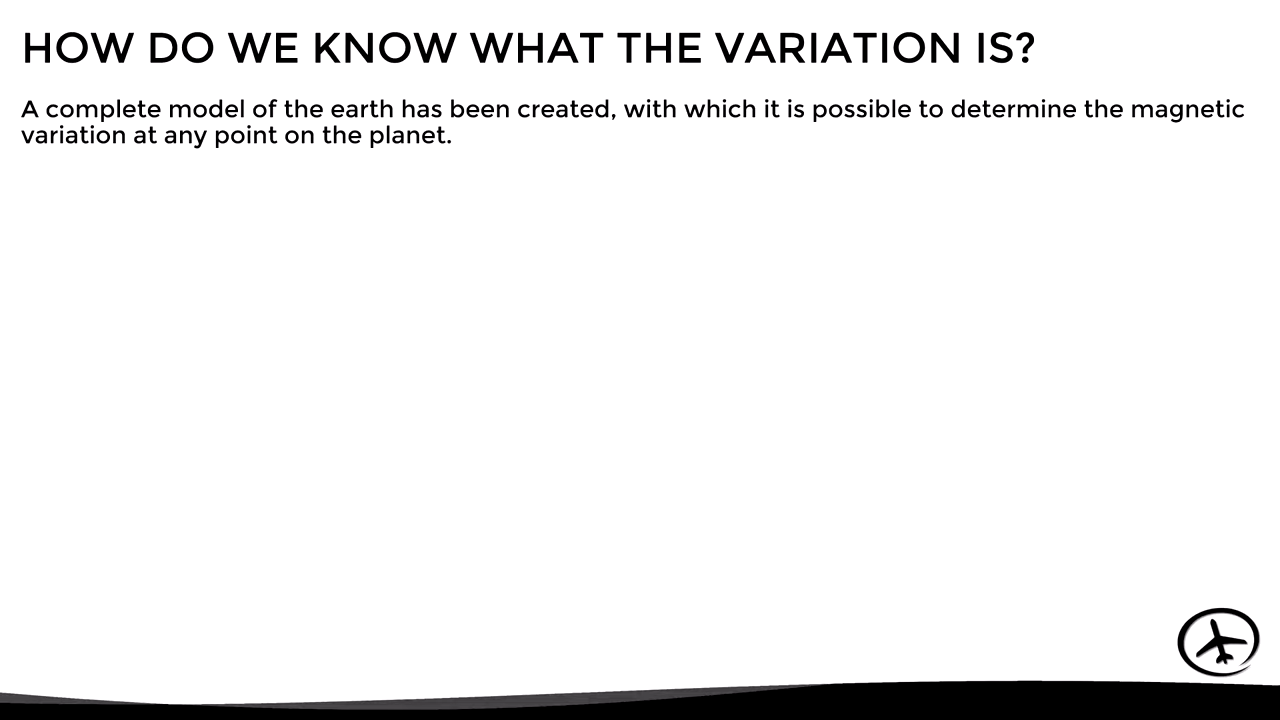 HOW DO WE KNOW WHAT THE VARIATION IS?
A complete model of the earth has been created, with which it is possible to determine the magnetic
variation at any point on the planet.